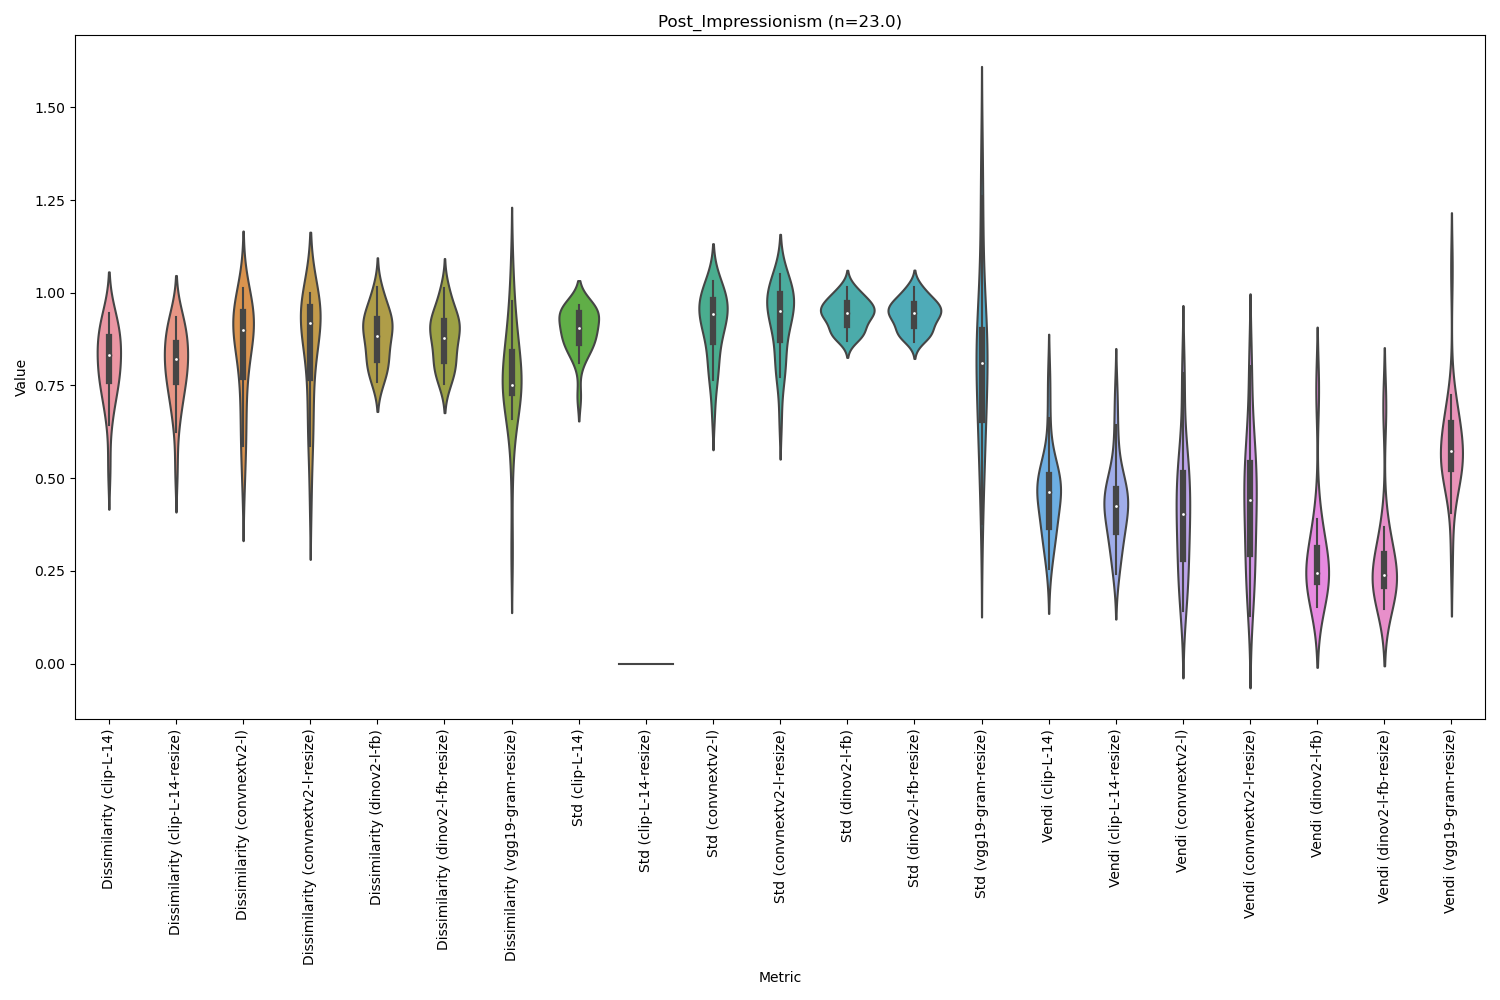 Post_Impressionism (n=23.0)
Value
1.50
1.25
1.00
0.75
0.50
0.25
0.00
Dissimilarity (clip-L-14)
Dissimilarity (clip-L-14-resize)
Dissimilarity (convnextv2-l)
Dissimilarity (convnextv2-l-resize)
Dissimilarity (dinov2-l-fb)
Dissimilarity (dinov2-l-fb-resize)
Dissimilarity (vgg19-gram-resize)
Std (clip-L-14)
Std (clip-L-14-resize)
Std (convnextv2-l)
Std (convnextv2-l-resize)
Std (dinov2-l-fb)
Std (dinov2-l-fb-resize)
Std (vgg19-gram-resize)
Vendi (clip-L-14)
Vendi (clip-L-14-resize)
Vendi (convnextv2-l)
Vendi (convnextv2-l-resize)
Vendi (dinov2-l-fb)
Vendi (dinov2-l-fb-resize)
Vendi (vgg19-gram-resize)
Metric